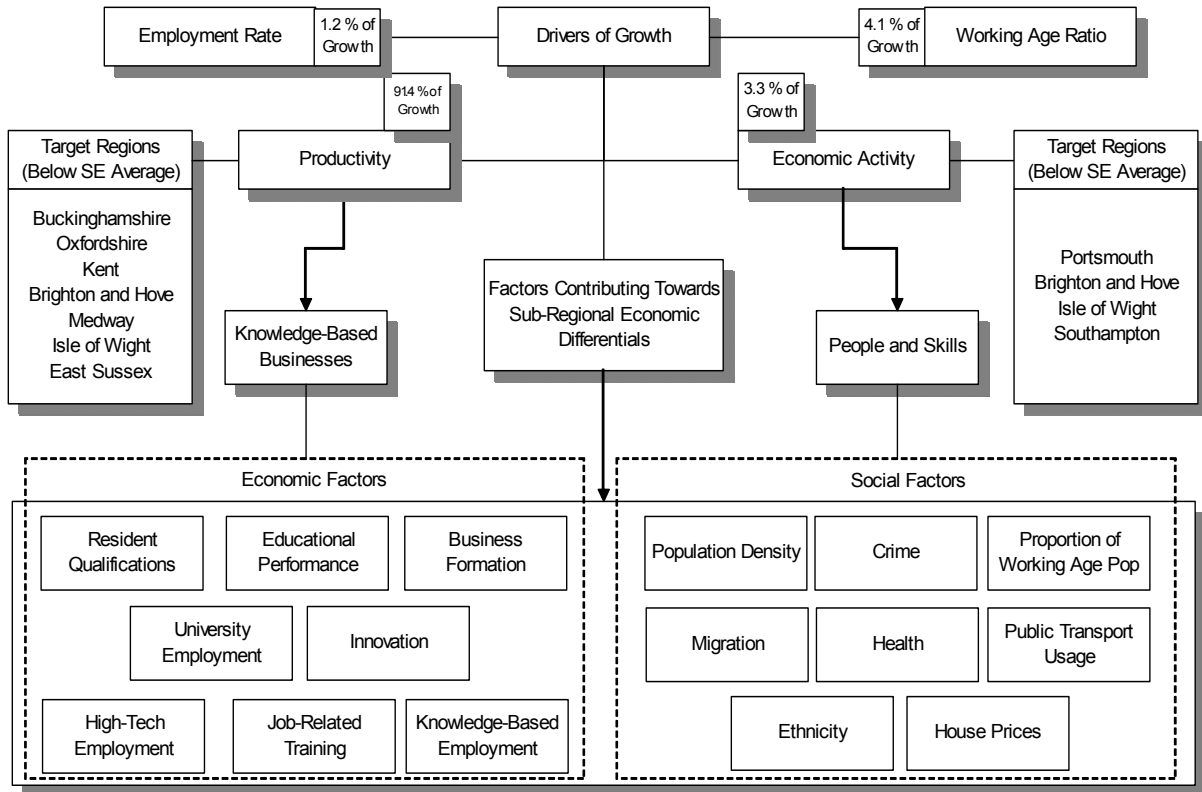 Employment Rate
1.2 % of
Growth
Drivers of Growth
4.1 % of
Growth
Working Age Ratio
91.4 % of
Growth
3.3 % of
Growth
Target Regions
(Below SE Average)
Productivity
Economic Activity
Target Regions
(Below SE Average)
Buckinghamshire
Oxfordshire
Kent
Brighton and Hove
Medway
Isle of Wight
East Sussex
Portsmouth
Brighton and Hove
Isle of Wight
Southampton
Knowledge-Based
Businesses
Factors Contributing Towards
Sub-Regional Economic
Differentials
People and Skills
Economic Factors
Resident
Qualifications
Educational
Performance
Business
Formation
University
Employment
Innovation
High-Tech
Employment
Job-Related
Training
Knowledge-Based
Employment
Social Factors
Population Density
Crime
Proportion of
Working Age Pop
Migration
Health
Public Transport
Usage
Ethnicity
House Prices